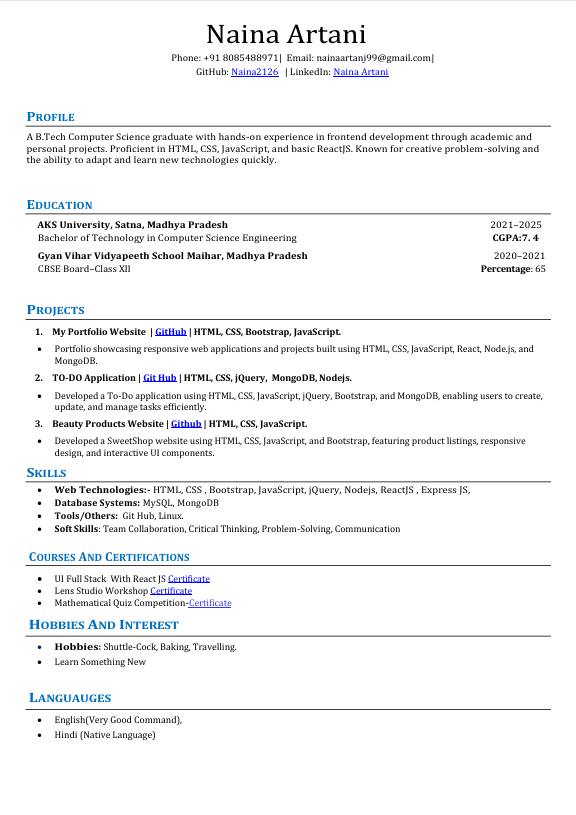 Naina Artani
Phone: +91 8085488971| Email: nainaartanj99@gmail.com|
GitHub: Naina2126 | LinkedIn: Naina Artani
PROFILE
A B.Tech Computer Science graduate with hands-on experience in frontend development through academic and
personal projects. Proficient in HTML, CSS, JavaScript, and basic ReactJS. Known for creative problem-solving and
the ability to adapt and learn new technologies quickly.
EDUCATION
AKS University, Satna, Madhya Pradesh 2021–2025
Bachelor of Technology in Computer Science Engineering CGPA:7. 4
Gyan Vihar Vidyapeeth School Maihar, Madhya Pradesh 2020–2021
CBSE Board–Class XII Percentage: 65
PROJECTS
1. My Portfolio Website | GitHub | HTML, CSS, Bootstrap, JavaScript.
• Portfolio showcasing responsive web applications and projects built using HTML, CSS, JavaScript, React, Node.js, and
MongoDB.
2. TO-DO Application | Git Hub | HTML, CSS, jQuery, MongoDB, Nodejs.
• Developed a To-Do application using HTML, CSS, JavaScript, jQuery, Bootstrap, and MongoDB, enabling users to create,
update, and manage tasks efficiently.
3. Beauty Products Website | Github | HTML, CSS, JavaScript.
• Developed a SweetShop website using HTML, CSS, JavaScript, and Bootstrap, featuring product listings, responsive
design, and interactive UI components.
SKILLS
• Web Technologies:- HTML, CSS , Bootstrap, JavaScript, jQuery, Nodejs, ReactJS , Express JS,
• Database Systems: MySQL, MongoDB
• Tools/Others: Git Hub, Linux.
• Soft Skills: Team Collaboration, Critical Thinking, Problem-Solving, Communication
COURSES AND CERTIFICATIONS
• UI Full Stack With React JS Certificate
• Lens Studio Workshop Certificate
• Mathematical Quiz Competition-Certificate
HOBBIES AND INTEREST
• Hobbies: Shuttle-Cock, Baking, Travelling.
• Learn Something New
LANGUAUGES
• English(Very Good Command),
• Hindi (Native Language)